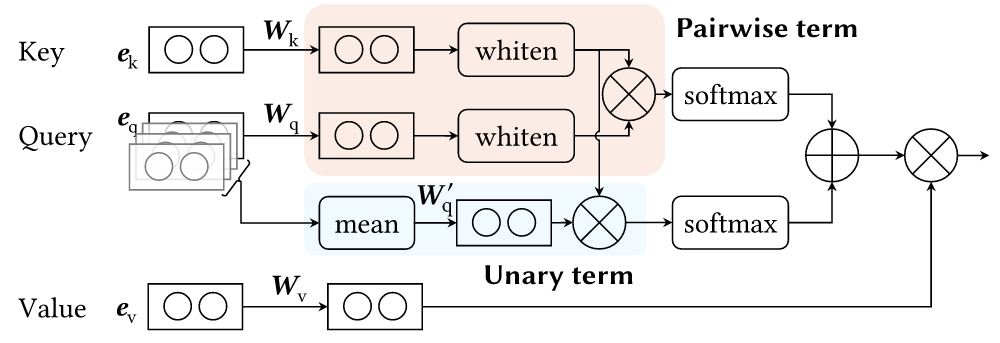 Key
e_k
W_k
whiten
Pairwise term
softmax
Query
e_q
W_q
whiten
mean
W'_q
softmax
Unary term
Value
e_v
W_v